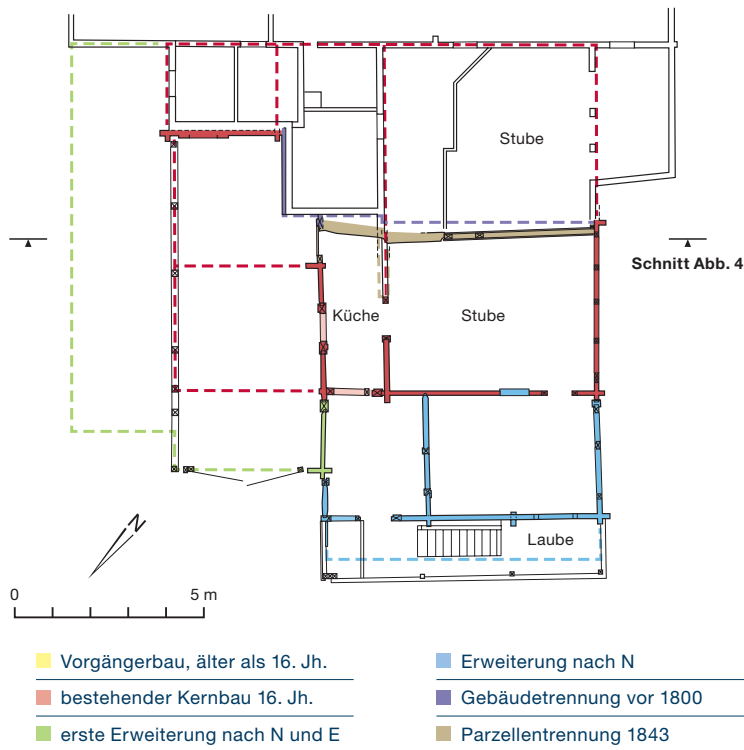 Stube
Schnitt Abb. 4
Küche
Stube
N
Laube
0 5 m
Vorgängerbau, älter als 16. Jh.
bestehender Kernbau 16. Jh.
erste Erweiterung nach N und E
Erweiterung nach N
Gebäudetrennung vor 1800
Parzellentrennung 1843